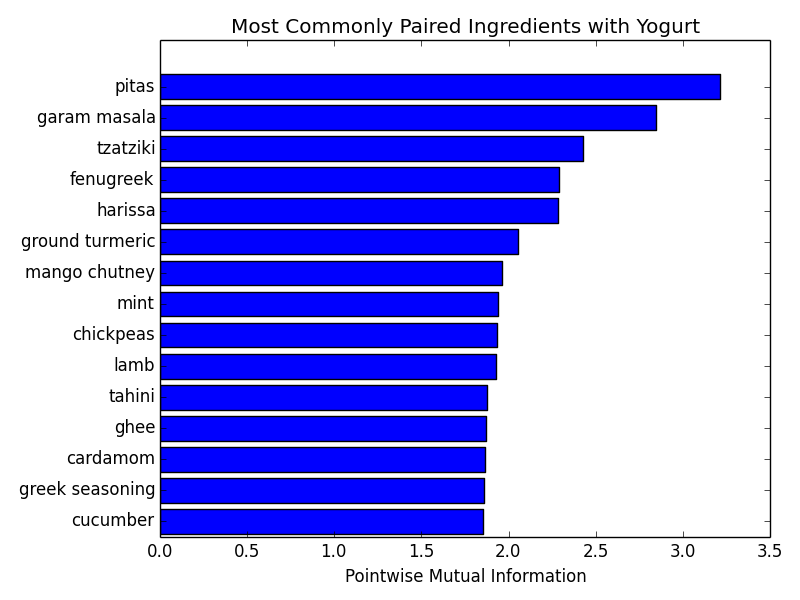 Most Commonly Paired Ingredients with Yogurt
pitas
garam masala
tzatziki
fenugreek
harissa
ground turmeric
mango chutney
mint
chickpeas
lamb
tahini
ghee
cardamom
greek seasoning
cucumber
0.0 0.5 1.0 1.5 2.0 2.5 3.0 3.5
Pointwise Mutual Information